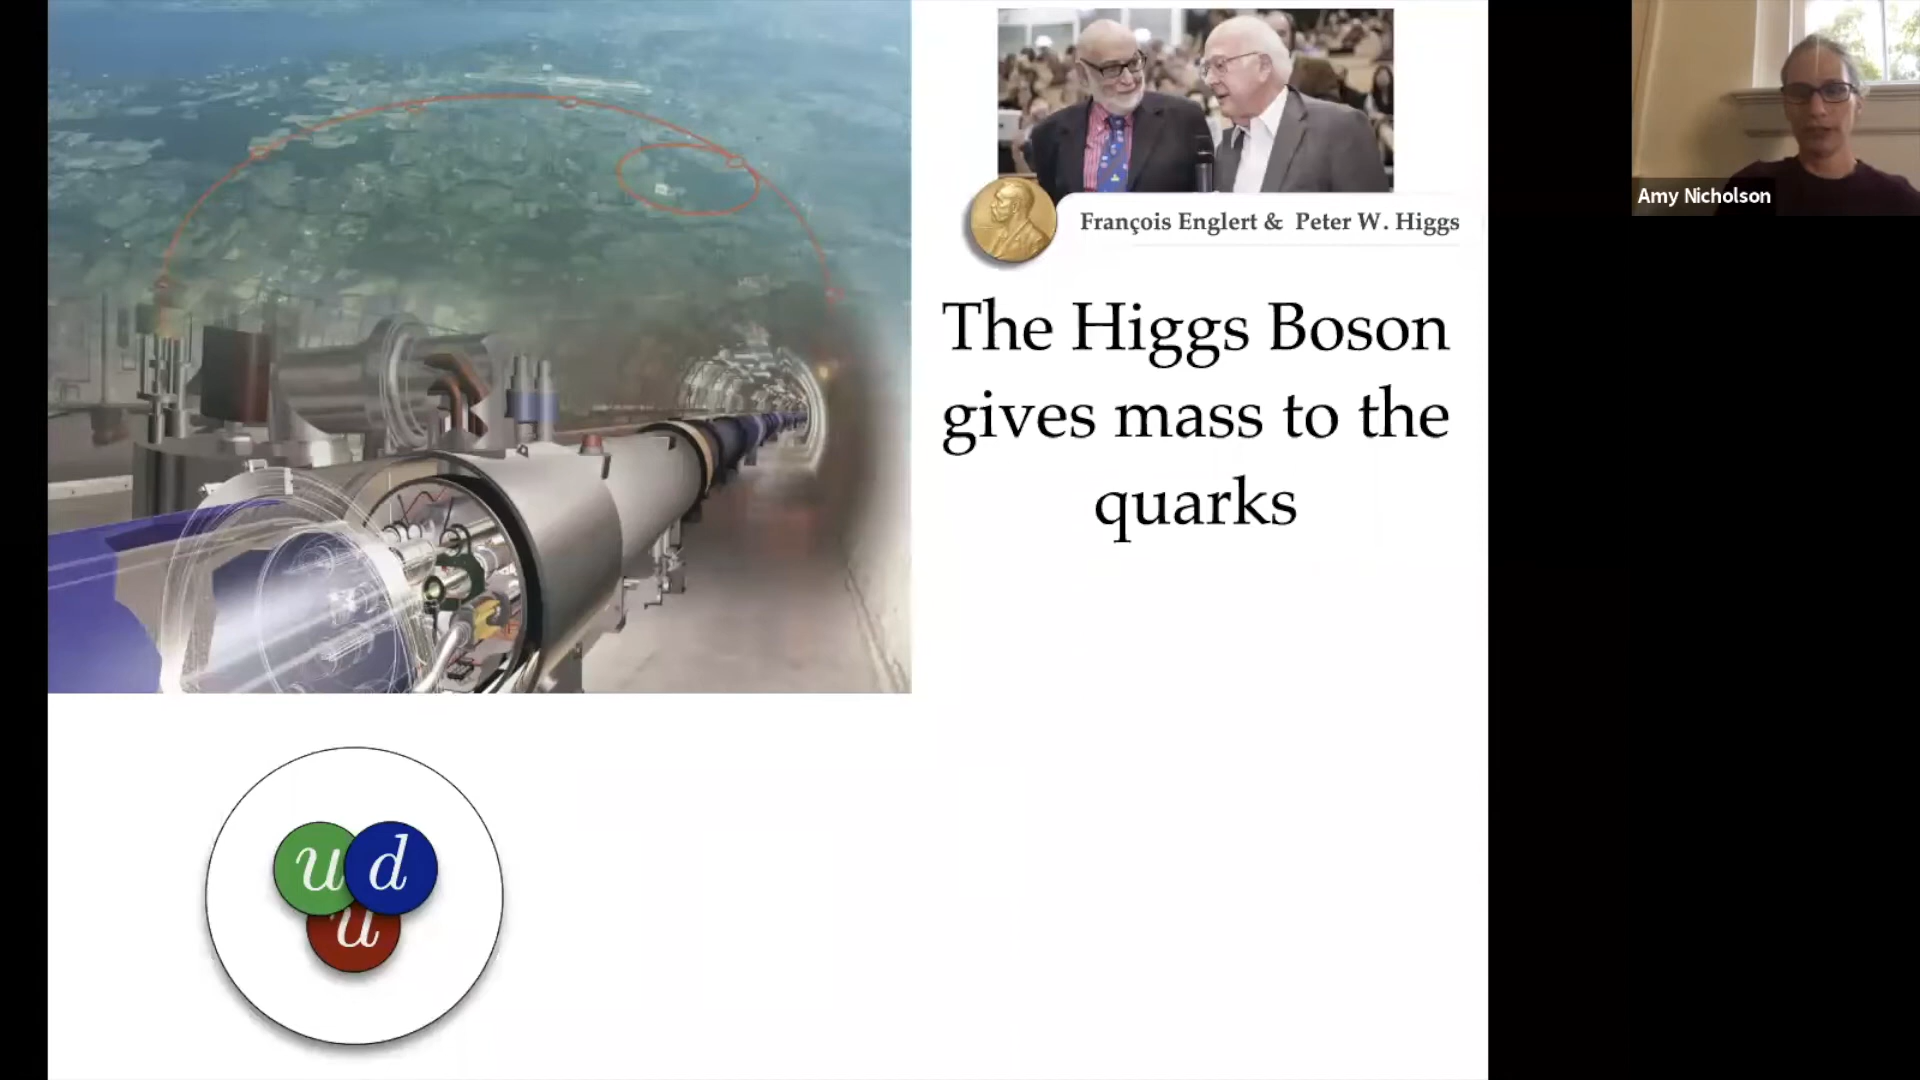 François Englert & Peter W. Higgs
The Higgs Boson
gives mass to the
quarks
Amy Nicholson
u d
u